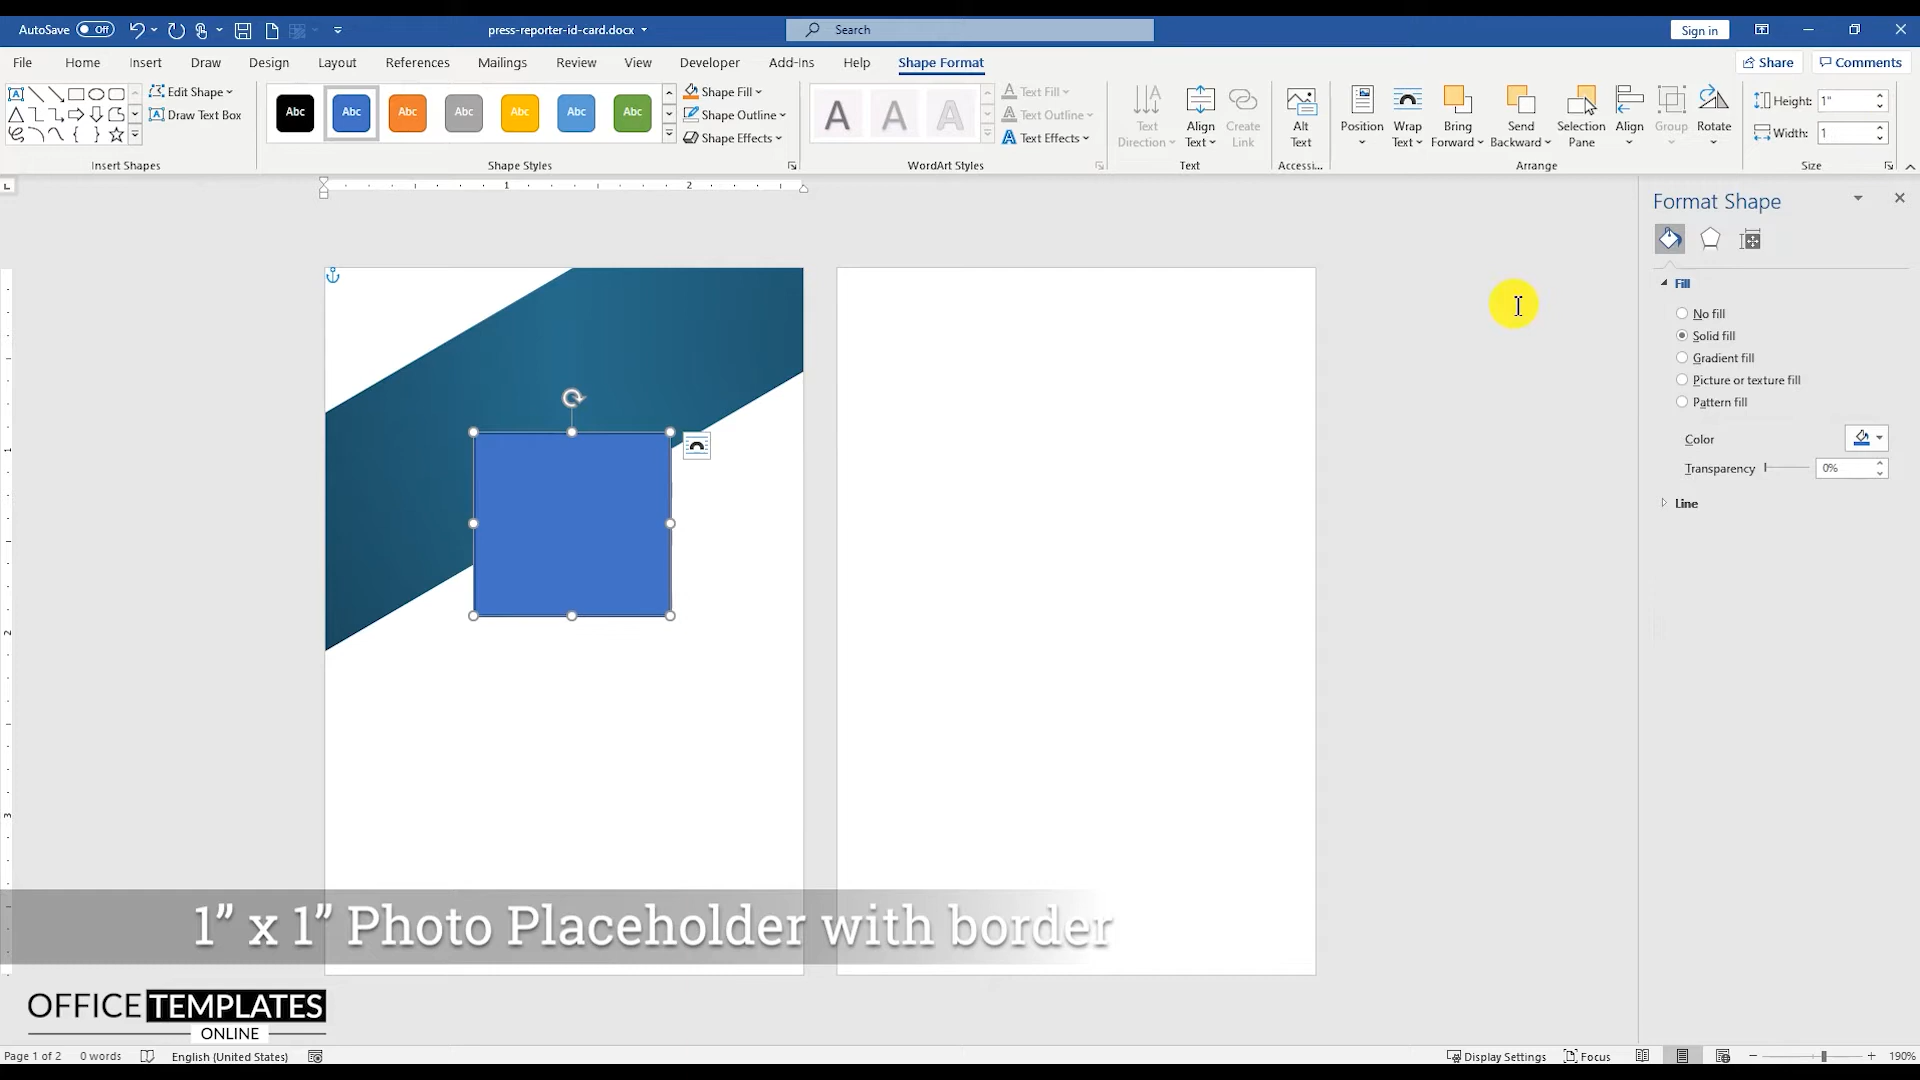 AutoSave Off press-reporter-id-card.docx Search Sign in
File Home Insert Draw Design Layout References Mailings Review View Developer Add-Ins Help Shape Format Share Comments
Edit Shape
Draw Text Box
Insert Shapes
Abc Abc Abc Abc Abc Abc Abc
Shape Fill
Shape Outline
Shape Effects
Shape Styles
A A A
Text Fill
Text Outline
Text Effects
WordArt Styles
Text Direction
Align Text
Create Link
Text
Alt Text
Accessi...
Position
Wrap Text
Bring Forward
Send Backward
Selection Pane
Align
Group
Rotate
Arrange
Height: 1"
Width: 1
Size
1 2
Format Shape
Fill
No fill
Solid fill
Gradient fill
Picture or texture fill
Pattern fill
Color
Transparency 0%
Line
1
2
3
1” x 1” Photo Placeholder with border
OFFICE TEMPLATES
ONLINE
Page 1 of 2 0 words English (United States) Display Settings Focus 190%